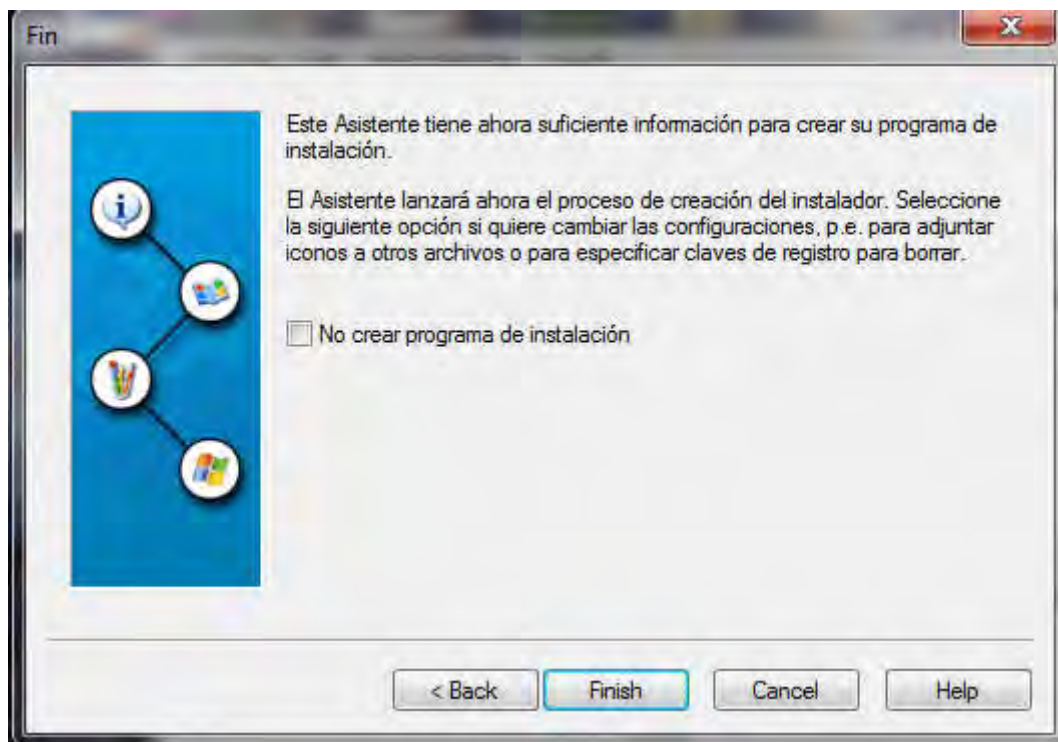 Fin
Este Asistente tiene ahora suficiente información para crear su programa de
instalación.
El Asistente lanzará ahora el proceso de creación del instalador. Seleccione
la siguiente opción si quiere cambiar las configuraciones, p.e. para adjuntar
iconos a otros archivos o para especificar claves de registro para borrar.
No crear programa de instalación
< Back Finish Cancel Help